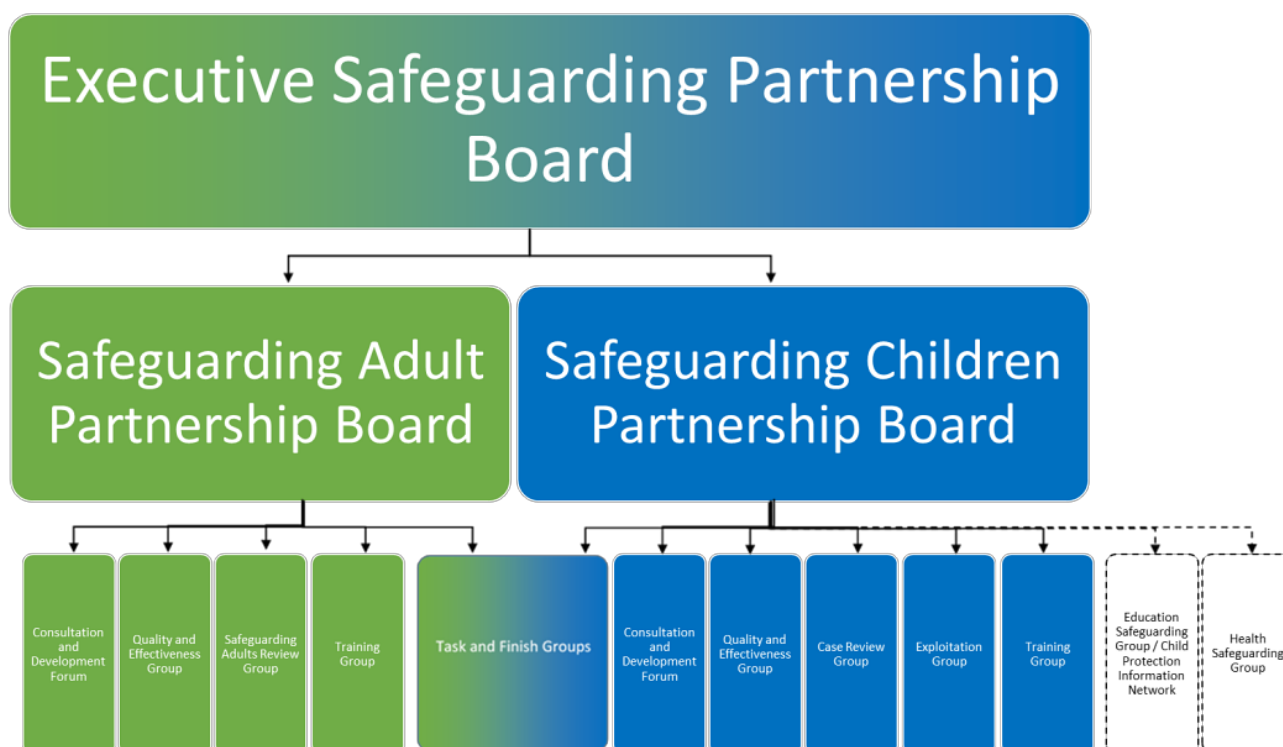 Executive Safeguarding Partnership
Board
Safeguarding Adult
Partnership Board
Safeguarding Children
Partnership Board
Consultation
and
Development
Forum
Quality and
Effectiveness
Group
Safeguarding
Adults Review
Group
Training
Group
Task and Finish Groups
Consultation
and
Development
Forum
Quality and
Effectiveness
Group
Case Review
Group
Exploitation
Group
Training
Group
Education
Safeguarding
Group / Child
Protection
Information
Network
Health
Safeguarding
Group